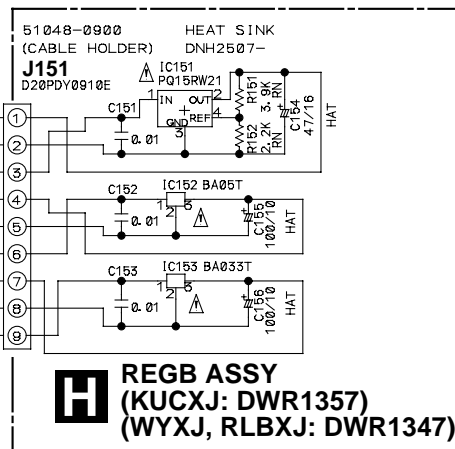 51048-0900
(CABLE HOLDER)
HEAT SINK
DNH2507-
J151
D20PDY0910E
IC151
PQ15RW21
1 IN OUT 2
REF 4
GND
3
C151
0.01
R151
3.9K
RN
R152
2.2K
RN
C154
47/16
HAT
1
2
3
4
5
6
7
8
9
C152
0.01
IC152 BA05T
1 3
2
C155
100/10
HAT
C153
0.01
IC153 BA033T
1 3
2
C156
100/10
HAT
H
REGB ASSY
(KUCXJ: DWR1357)
(WYXJ, RLBXJ: DWR1347)